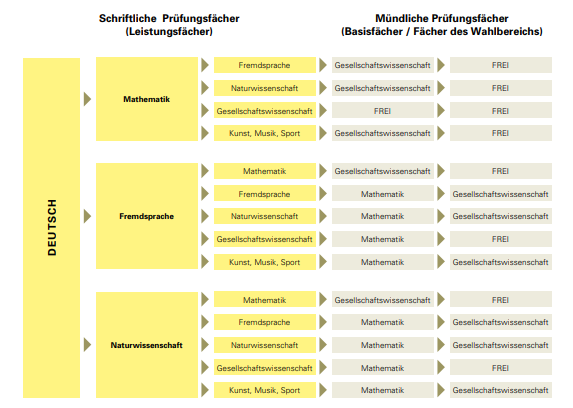 Schriftliche Prüfungsfächer
(Leistungsfächer)
Mündliche Prüfungsfächer
(Basisfächer / Fächer des Wahlbereichs)
DEUTSCH
Mathematik
Fremdsprache Gesellschaftswissenschaft FREI
Naturwissenschaft Gesellschaftswissenschaft FREI
Gesellschaftswissenschaft FREI FREI
Kunst, Musik, Sport Gesellschaftswissenschaft FREI
Fremdsprache
Mathematik Gesellschaftswissenschaft FREI
Fremdsprache Mathematik Gesellschaftswissenschaft
Naturwissenschaft Mathematik Gesellschaftswissenschaft
Gesellschaftswissenschaft Mathematik FREI
Kunst, Musik, Sport Mathematik Gesellschaftswissenschaft
Naturwissenschaft
Mathematik Gesellschaftswissenschaft FREI
Fremdsprache Mathematik Gesellschaftswissenschaft
Naturwissenschaft Mathematik Gesellschaftswissenschaft
Gesellschaftswissenschaft Mathematik FREI
Kunst, Musik, Sport Mathematik Gesellschaftswissenschaft